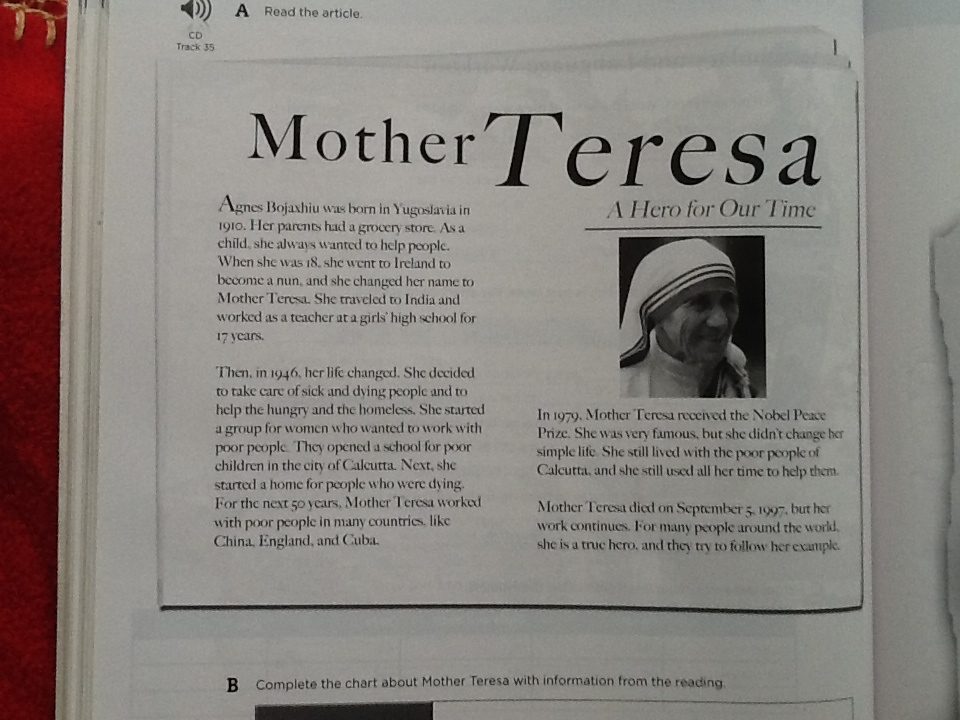 A Read the article.
CD
Track 35
Mother Teresa
A Hero for Our Time
Agnes Bojaxhiu was born in Yugoslavia in
1910. Her parents had a grocery store. As a
child, she always wanted to help people.
When she was 18, she went to Ireland to
become a nun, and she changed her name to
Mother Teresa. She traveled to India and
worked as a teacher at a girls' high school for
17 years.
Then, in 1946, her life changed. She decided
to take care of sick and dying people and to
help the hungry and the homeless. She started
a group for women who wanted to work with
poor people. They opened a school for poor
children in the city of Calcutta. Next, she
started a home for people who were dying.
For the next 50 years, Mother Teresa worked
with poor people in many countries, like
China, England, and Cuba.
In 1979, Mother Teresa received the Nobel Peace
Prize. She was very famous, but she didn't change her
simple life. She still lived with the poor people of
Calcutta, and she still used all her time to help them.
Mother Teresa died on September 5, 1997, but her
work continues. For many people around the world,
she is a true hero, and they try to follow her example.
B Complete the chart about Mother Teresa with information from the reading.